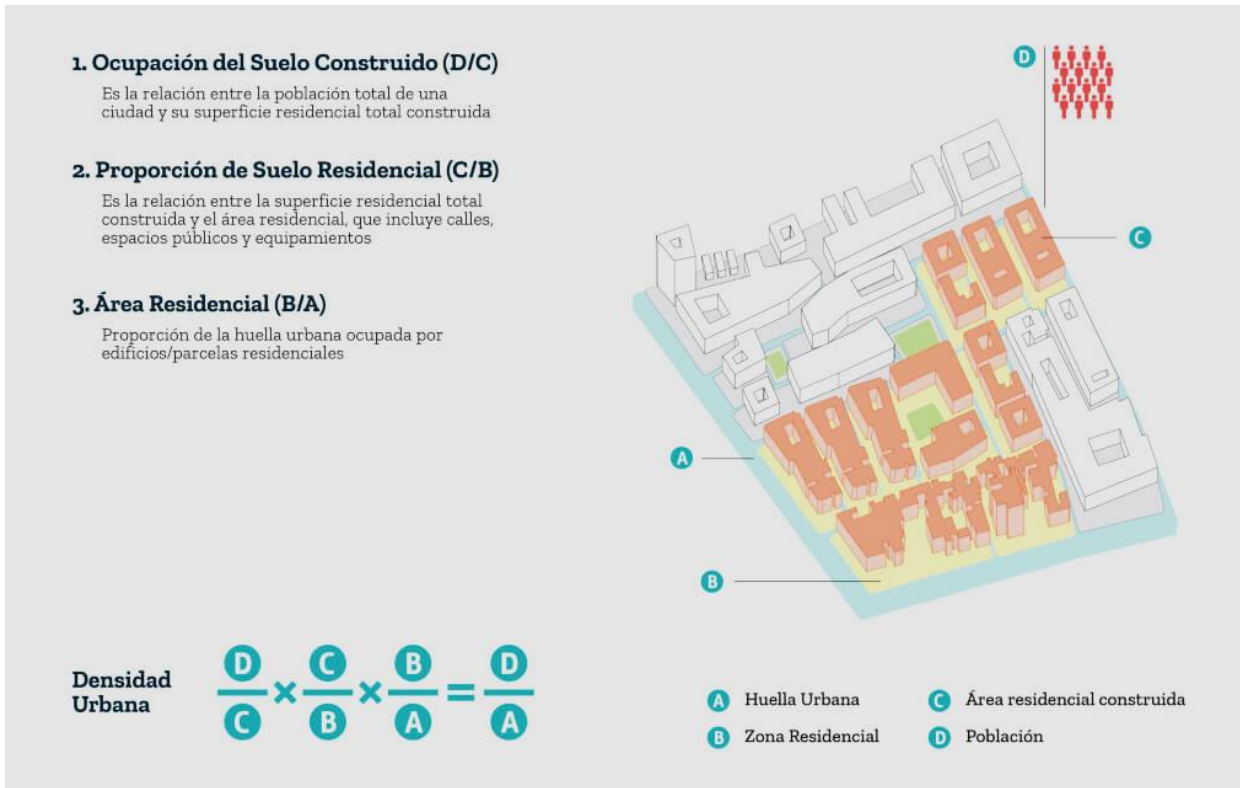 1. Ocupación del Suelo Construido (D/C)
Es la relación entre la población total de una
ciudad y su superficie residencial total construida
2. Proporción de Suelo Residencial (C/B)
Es la relación entre la superficie residencial total
construida y el área residencial, que incluye calles,
espacios públicos y equipamientos
3. Área Residencial (B/A)
Proporción de la huella urbana ocupada por
edificios/parcelas residenciales
D
C
A
B
Densidad
Urbana
D/C × C/B × B/A = D/A
A Huella Urbana
B Zona Residencial
C Área residencial construida
D Población